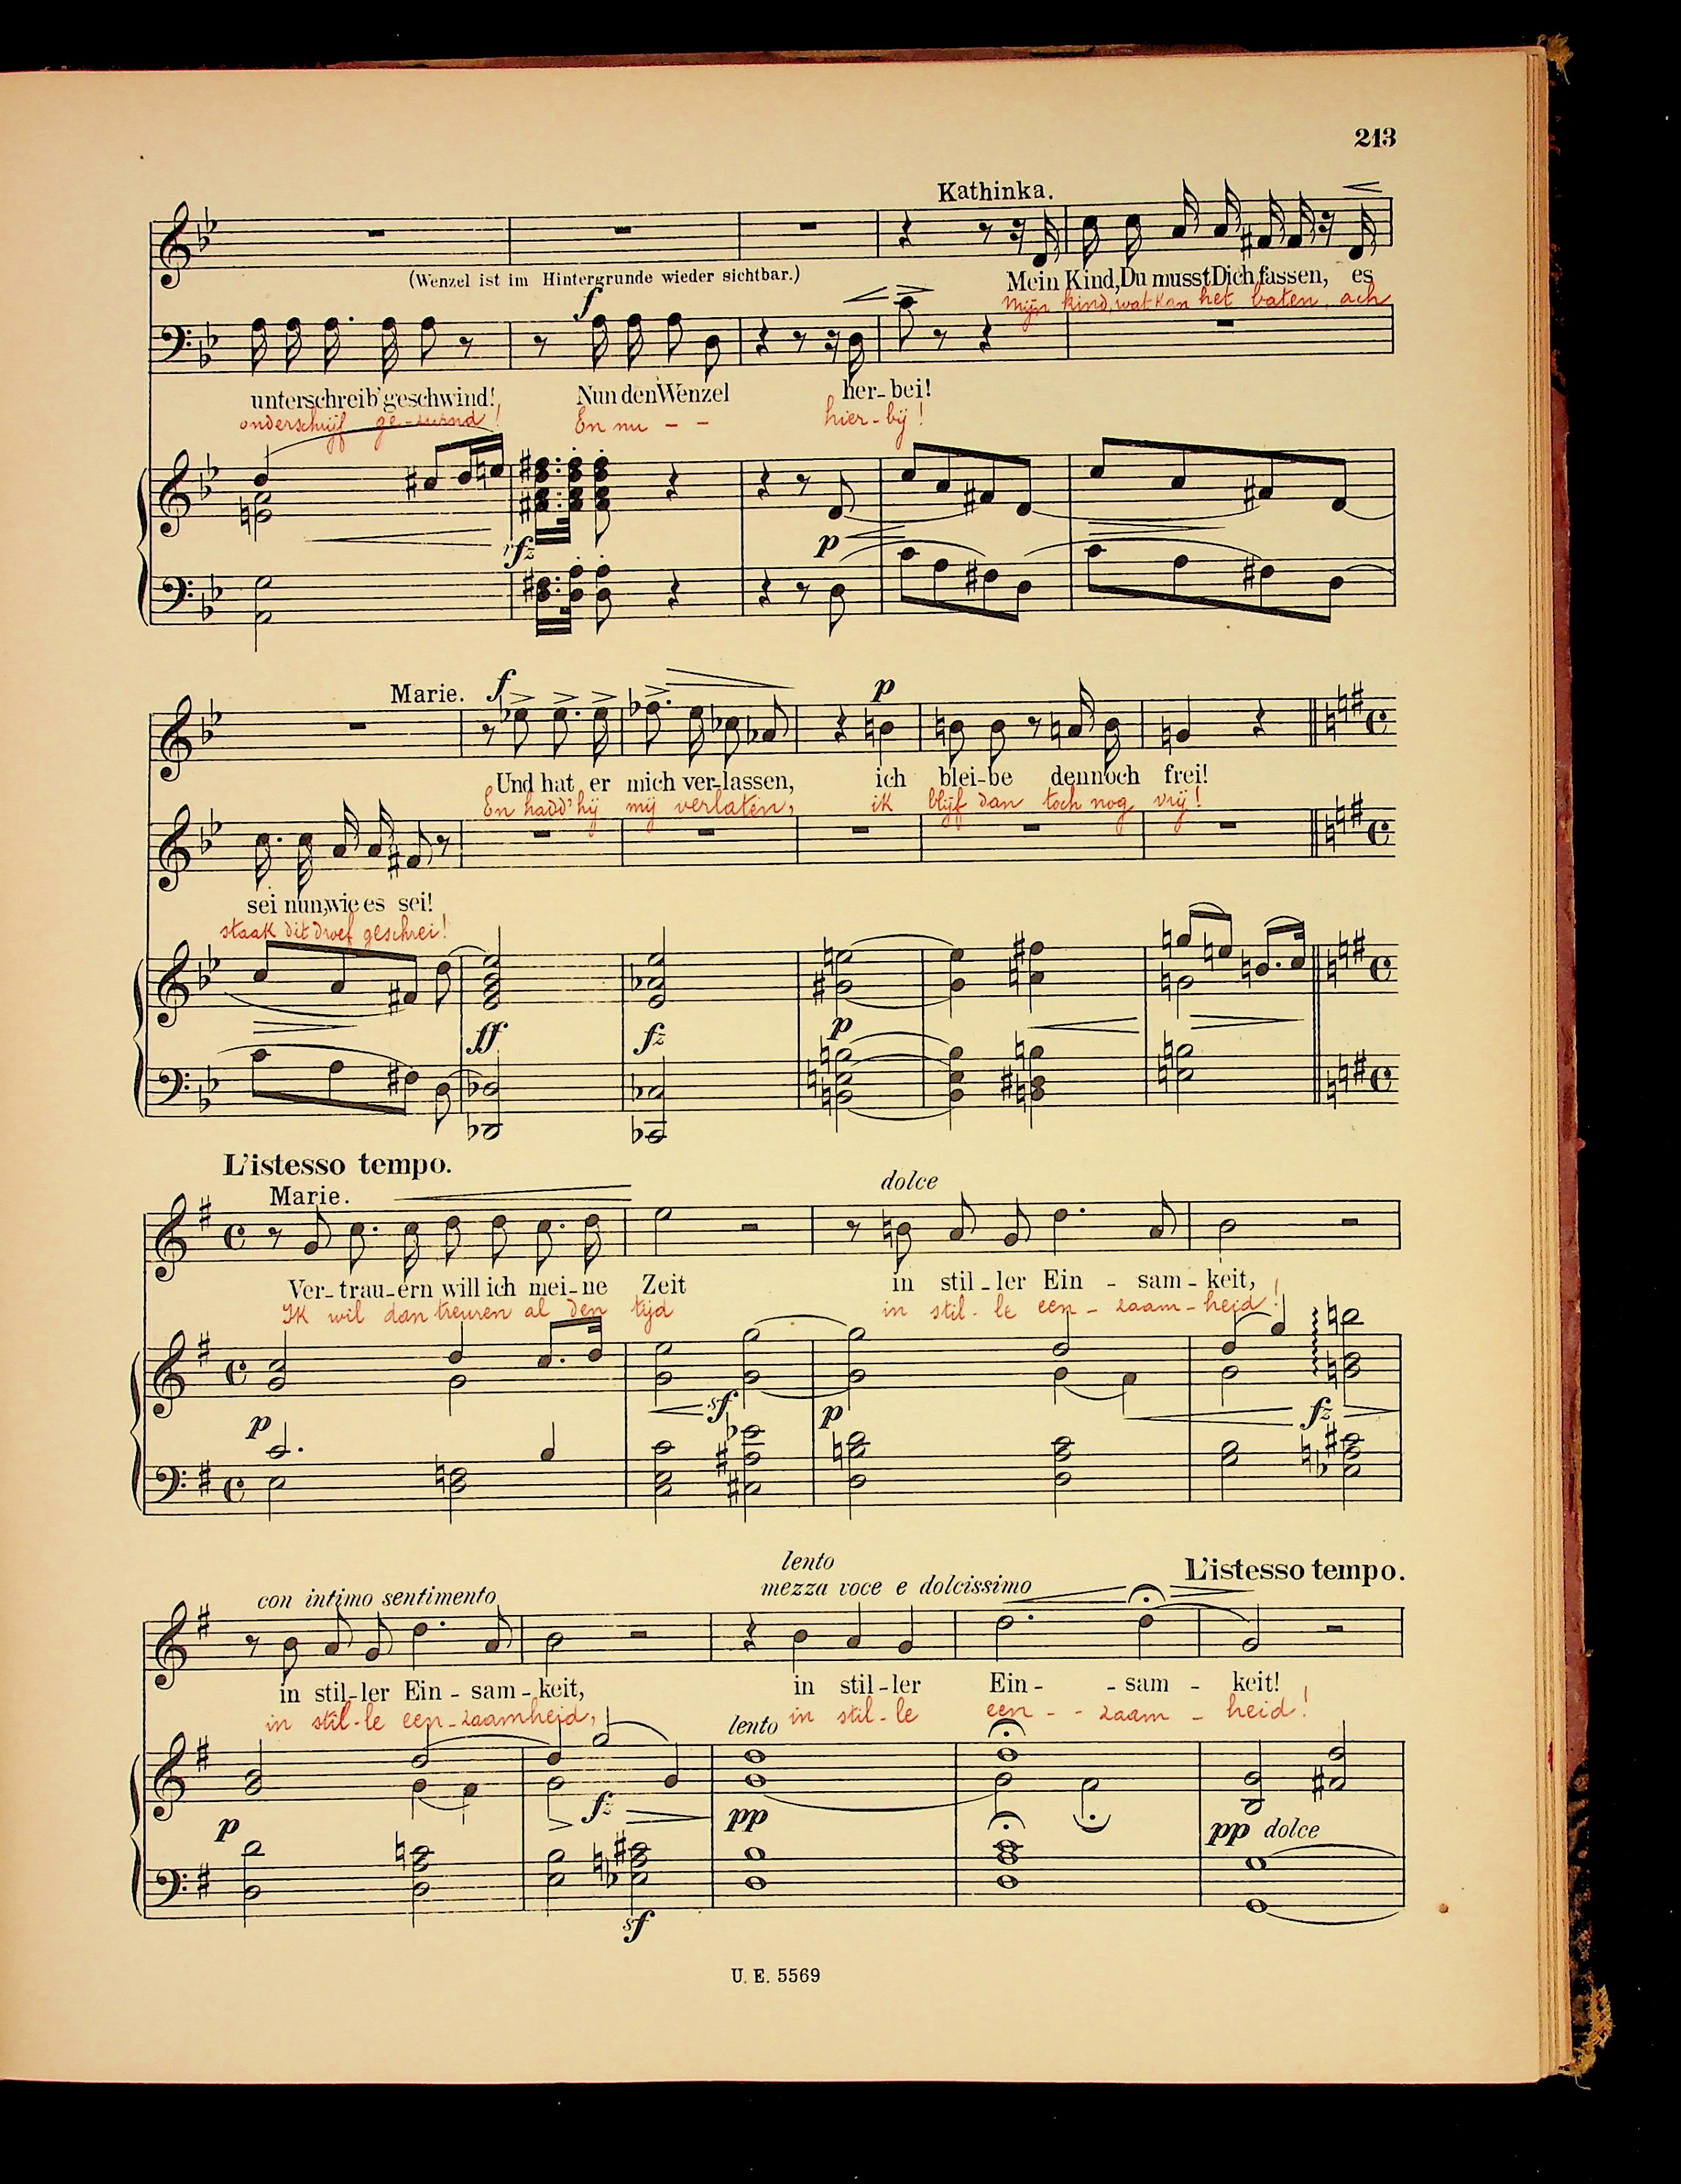 213
Kathinka.
(Wenzel ist im Hintergrunde wieder sichtbar.)
Mein Kind, Du musst Dich fassen, es
Mijn kind, wat kan het baten, ach
f
unterschreib' geschwind! Nun den Wenzel her-bei!
onderschrijf ge-zwind! En nu - - hier-bij!
rfz p
Marie. f p
Und hat er mich ver-lassen, ich blei-be dennoch frei!
En hadd' hij mij verlaten, ik blijf dan toch nog vrij!
sei nun, wie es sei!
staak dit droef geschrei!
ff fz p
L'istesso tempo.
Marie. dolce
Ver-trau-ern will ich mei-ne Zeit in stil-ler Ein - sam-keit,
Ik wil dan treuren al den tijd in stil-le een-zaam-heid!
p sf p fz
lento L'istesso tempo.
con intimo sentimento mezza voce e dolcissimo
in stil-ler Ein-sam-keit, in stil-ler Ein- -sam - keit!
in stil-le een-zaamheid, in stil-le een - - zaam - heid!
lento
p fz pp pp dolce
sf
U. E. 5569